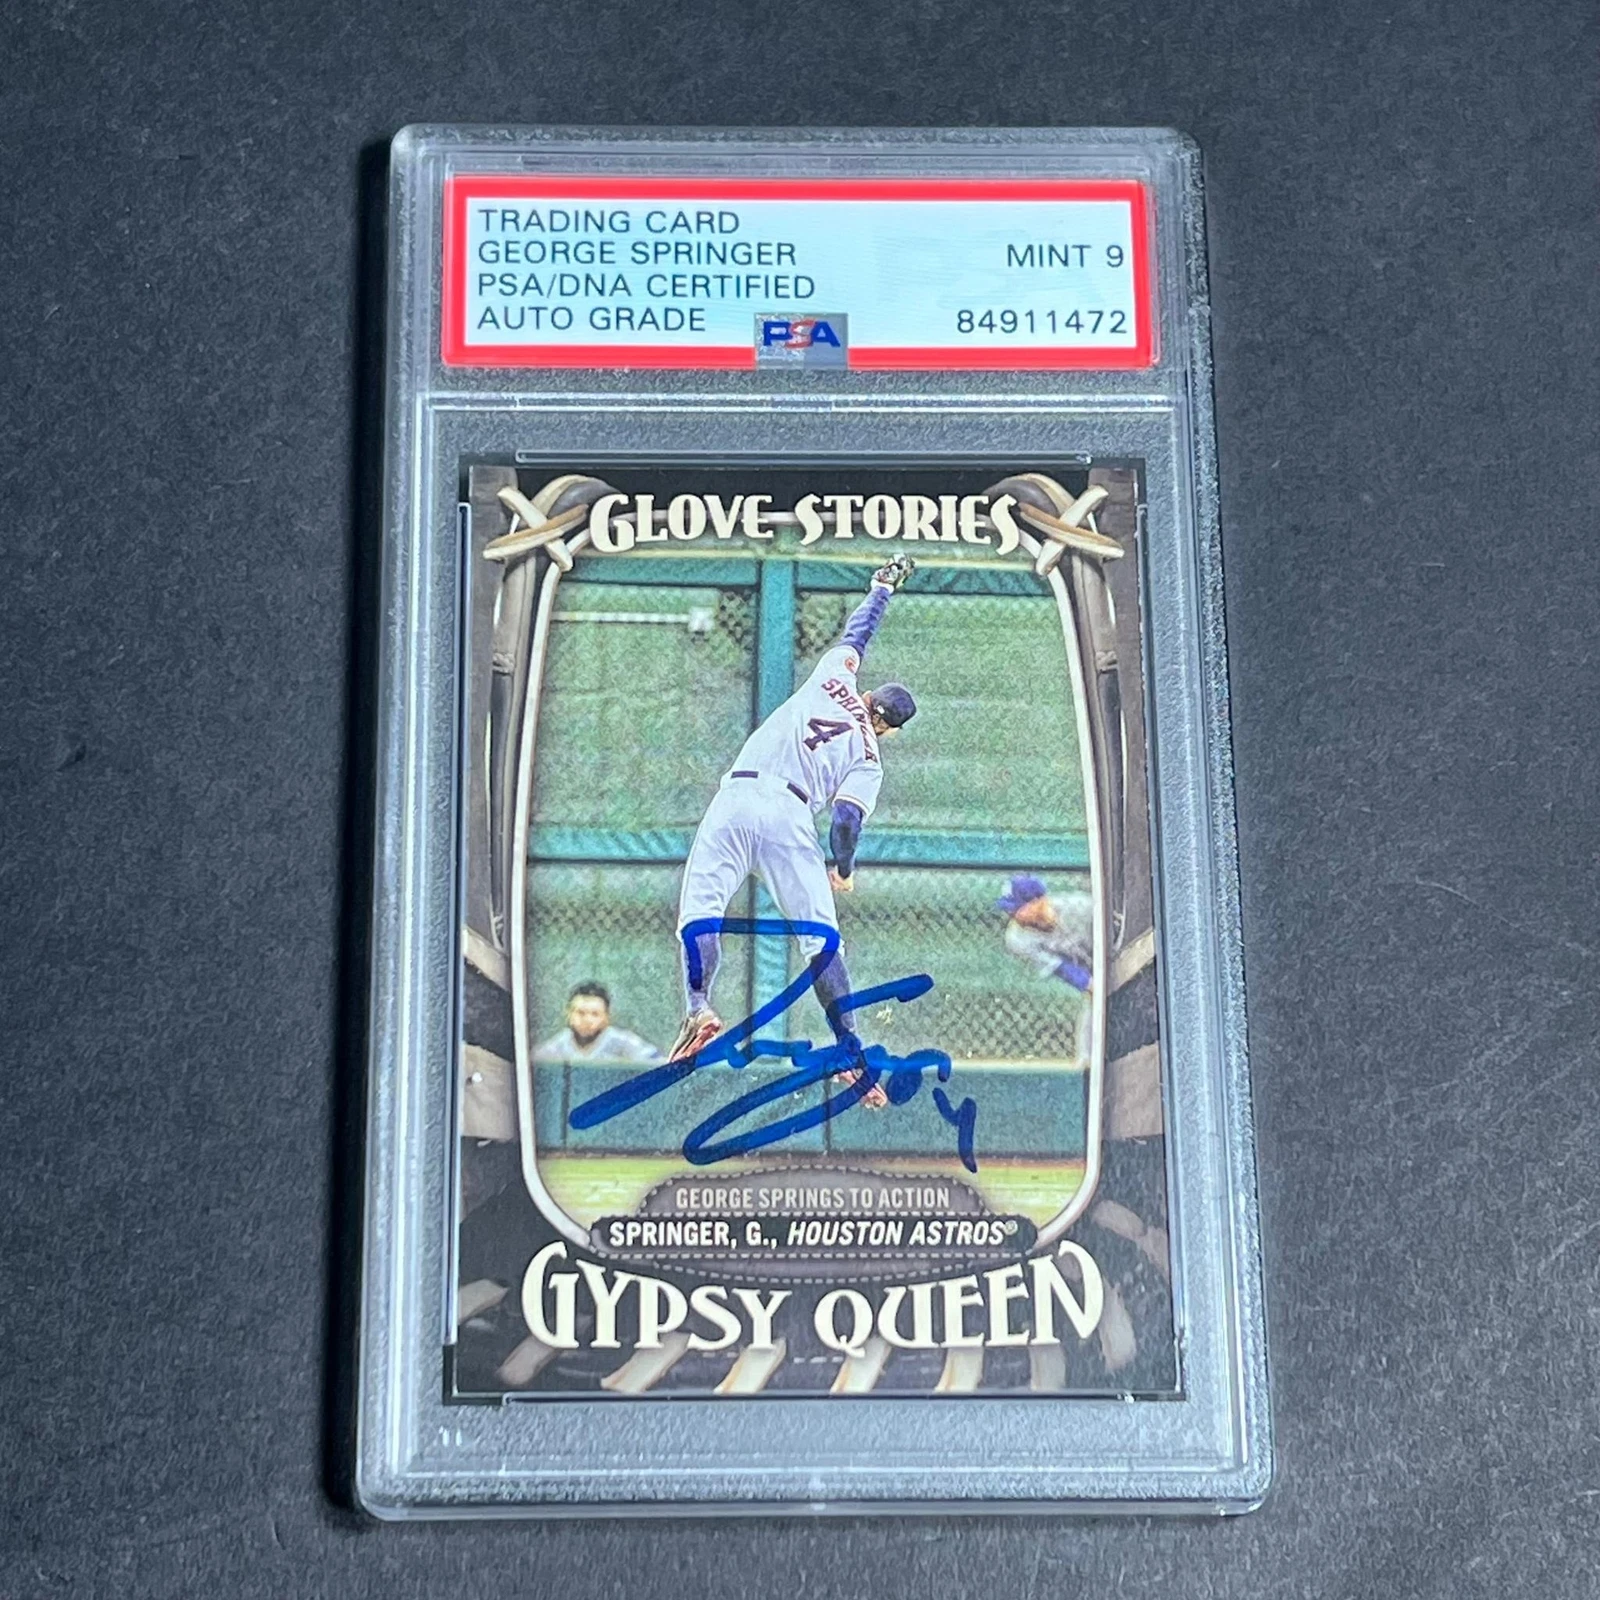 TRADING CARD
GEORGE SPRINGER
PSA/DNA CERTIFIED
AUTO GRADE
MINT 9
84911472
PSA
GLOVE STORIES
SPRINGER
4
GEORGE SPRINGS TO ACTION
SPRINGER, G., HOUSTON ASTROS®
GYPSY QUEEN